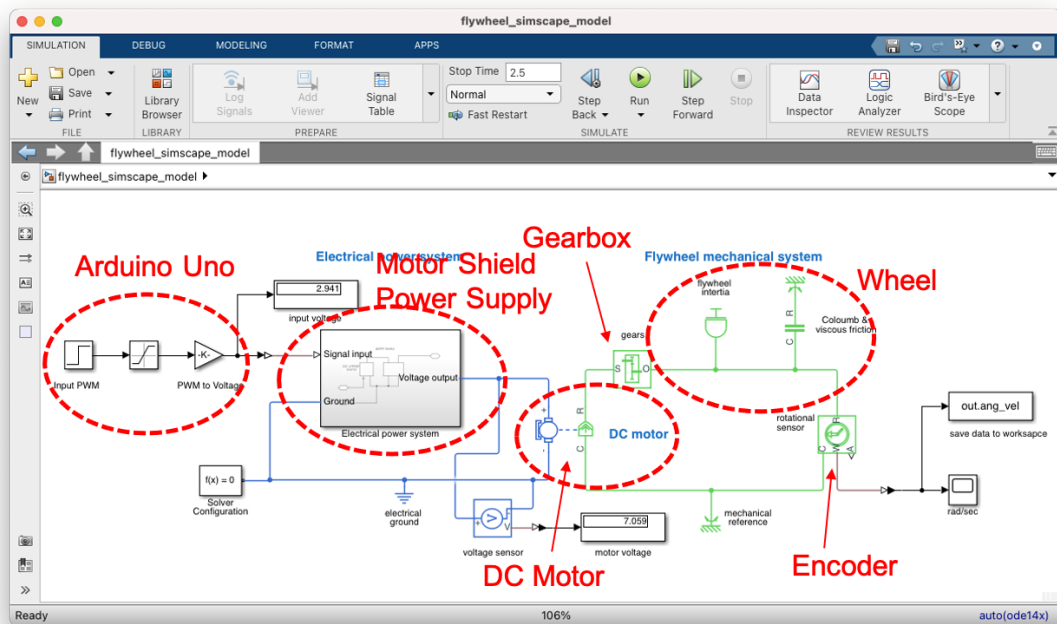 flywheel_simscape_model
SIMULATION
DEBUG
MODELING
FORMAT
APPS
New
Open
Save
Print
FILE
Library
Browser
LIBRARY
Log
Signals
Add
Viewer
Signal
Table
PREPARE
Stop Time 2.5
Normal
Fast Restart
Step
Back
Run
Step
Forward
Stop
SIMULATE
Data
Inspector
Logic
Analyzer
Bird's-Eye
Scope
REVIEW RESULTS
flywheel_simscape_model
flywheel_simscape_model
Arduino Uno
Electrical power system
Motor Shield
Power Supply
Gearbox
Flywheel mechanical system
Wheel
2.941
input voltage
Input PWM
-K-
PWM to Voltage
Signal input
Voltage output
Ground
Electrical power system
gears
S
O
flywheel
intertia
R
C
Coloumb &
viscous friction
+
-
R
C
DC motor
rotational
sensor
R
C
W
A
out.ang_vel
save data to worksapce
rad/sec
f(x) = 0
Solver
Configuration
electrical
ground
+
V
V
-
voltage sensor
7.059
motor voltage
mechanical
reference
DC Motor
Encoder
Ready
106%
auto(ode14x)